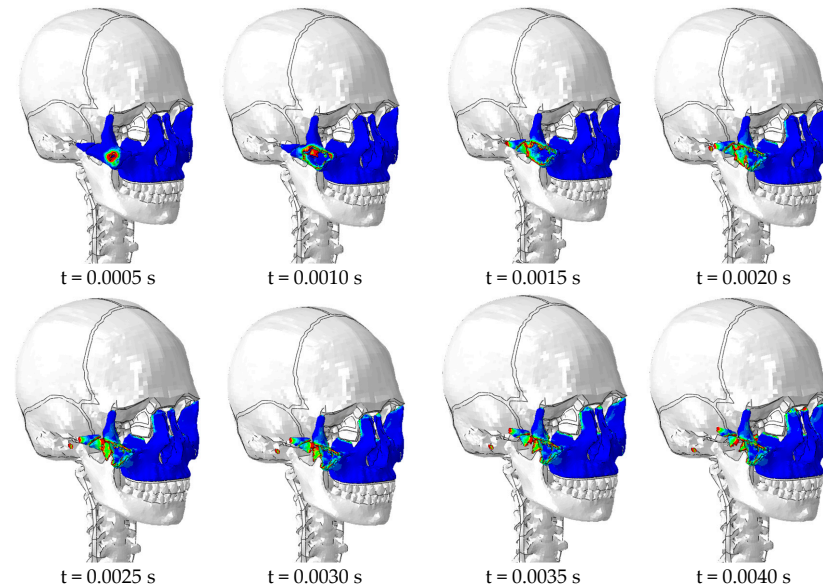 t = 0.0005 s
t = 0.0010 s
t = 0.0015 s
t = 0.0020 s
t = 0.0025 s
t = 0.0030 s
t = 0.0035 s
t = 0.0040 s